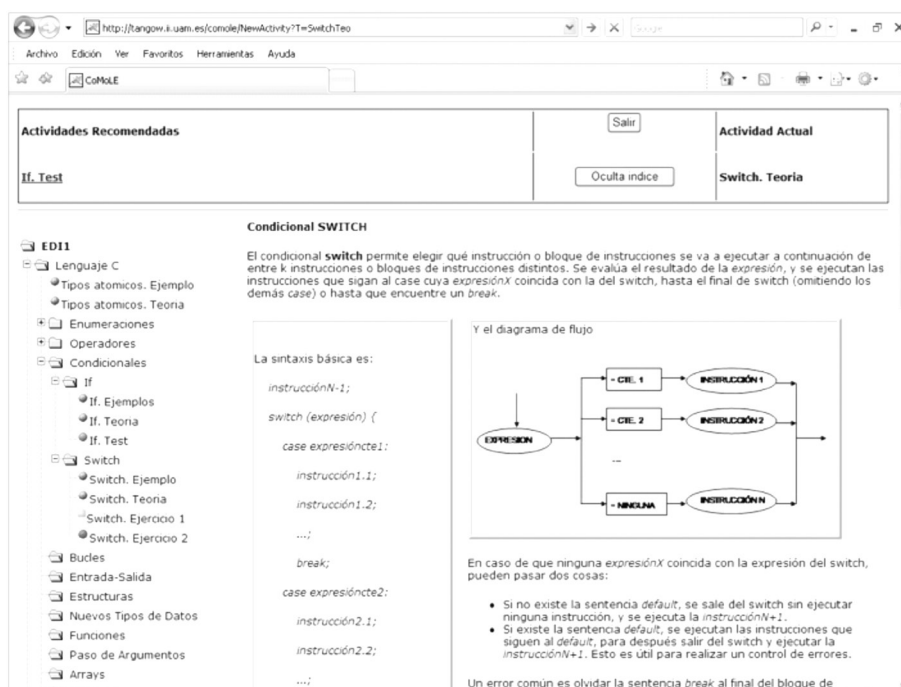 http://tangow.ii.uam.es/comole/NewActivity?T=SwitchTeo
Archivo Edición Ver Favoritos Herramientas Ayuda
CoMoLE
Actividades Recomendadas
Salir
Actividad Actual
If. Test
Oculta indice
Switch. Teoria
EDI1
Lenguaje C
Tipos atomicos. Ejemplo
Tipos atomicos. Teoria
Enumeraciones
Operadores
Condicionales
If
If. Ejemplos
If. Teoria
If. Test
Switch
Switch. Ejemplo
Switch. Teoria
Switch. Ejercicio 1
Switch. Ejercicio 2
Bucles
Entrada-Salida
Estructuras
Nuevos Tipos de Datos
Funciones
Paso de Argumentos
Arrays
Condicional SWITCH
El condicional switch permite elegir qué instrucción o bloque de instrucciones se va a ejecutar a continuación de
entre k instrucciones o bloques de instrucciones distintos. Se evalúa el resultado de la expresión, y se ejecutan las
instrucciones que sigan al case cuya expresiónX coincida con la del switch, hasta el final de switch (omitiendo los
demás case) o hasta que encuentre un break.
La sintaxis básica es:
instrucciónN-1;
switch (expresión) {
case expresióncte1:
instrucción1.1;
instrucción1.2;
...;
break;
case expresióncte2:
instrucción2.1;
instrucción2.2;
...;
Y el diagrama de flujo
EXPRESION
= CTE. 1
INSTRUCCIÓN 1
= CTE. 2
INSTRUCCIÓN 2
...
= NINGUNA
INSTRUCCIÓN N
En caso de que ninguna expresiónX coincida con la expresión del switch,
pueden pasar dos cosas:
Si no existe la sentencia default, se sale del switch sin ejecutar
ninguna instrucción, y se ejecuta la instrucciónN+1.
Si existe la sentencia default, se ejecutan las instrucciones que
siguen al default, para después salir del switch y ejecutar la
instrucciónN+1. Esto es útil para realizar un control de errores.
Un error común es olvidar la sentencia break al final del bloque de